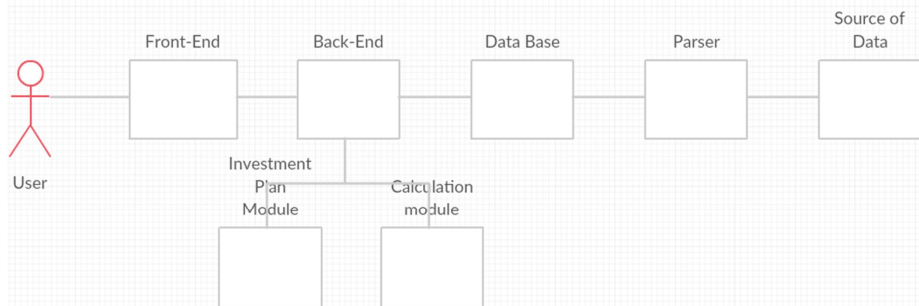 Source of
Data
Front-End
Back-End
Data Base
Parser
User
Investment
Plan
Module
Calculation
module